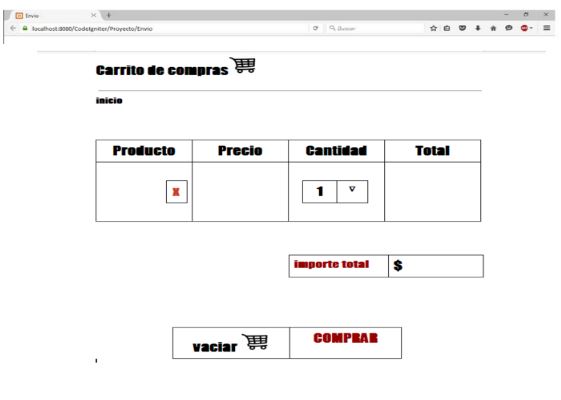 Envio
localhost:8080/CodeIgniter/Proyecto/Envio
Buscar
Carrito de compras
inicio
Producto Precio Cantidad Total
X 1
importe total $
vaciar COMPRAR